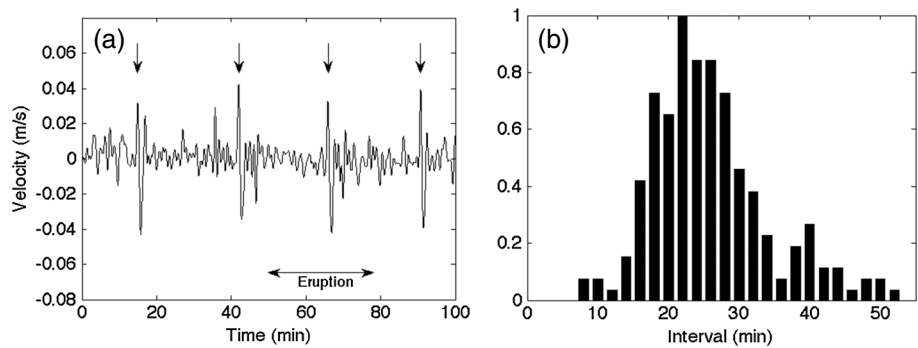 (a)
0.06
0.04
0.02
0
-0.02
-0.04
-0.06
-0.08
Velocity (m/s)
Eruption
0 20 40 60 80 100
Time (min)
(b)
1
0.8
0.6
0.4
0.2
0
0 10 20 30 40 50
Interval (min)